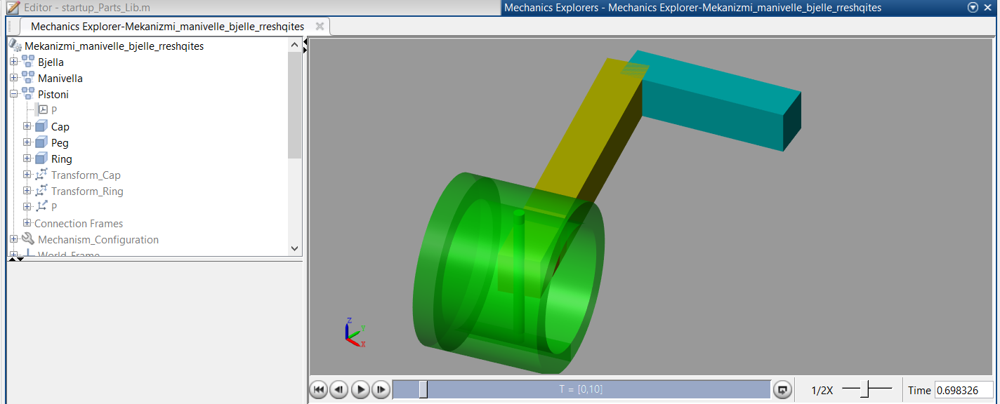 Editor - startup_Parts_Lib.m
Mechanics Explorers - Mechanics Explorer-Mekanizmi_manivelle_bjelle_rreshqites
Mechanics Explorer-Mekanizmi_manivelle_bjelle_rreshqites
Mekanizmi_manivelle_bjelle_rreshqites
Bjella
Manivella
Pistoni
P
Cap
Peg
Ring
Transform_Cap
Transform_Ring
P
Connection Frames
Mechanism_Configuration
World_Frame
Z
Y
X
T = [0,10]
1/2X
Time 0.698326